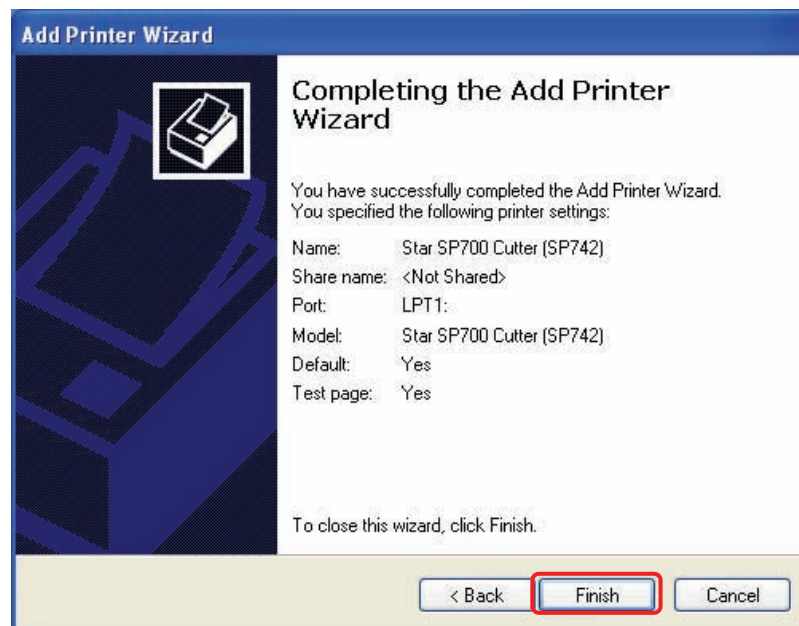 Add Printer Wizard
Completing the Add Printer
Wizard
You have successfully completed the Add Printer Wizard.
You specified the following printer settings:
Name: Star SP700 Cutter (SP742)
Share name: <Not Shared>
Port: LPT1:
Model: Star SP700 Cutter (SP742)
Default: Yes
Test page: Yes
To close this wizard, click Finish.
< Back Finish Cancel